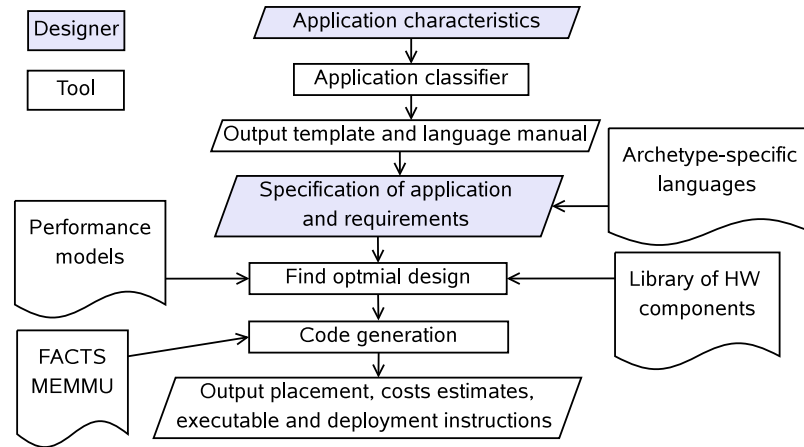 Designer
Tool
Application characteristics
Application classifier
Output template and language manual
Archetype-specific
languages
Specification of application
and requirements
Performance
models
Find optmial design
Library of HW
components
Code generation
FACTS
MEMMU
Output placement, costs estimates,
executable and deployment instructions